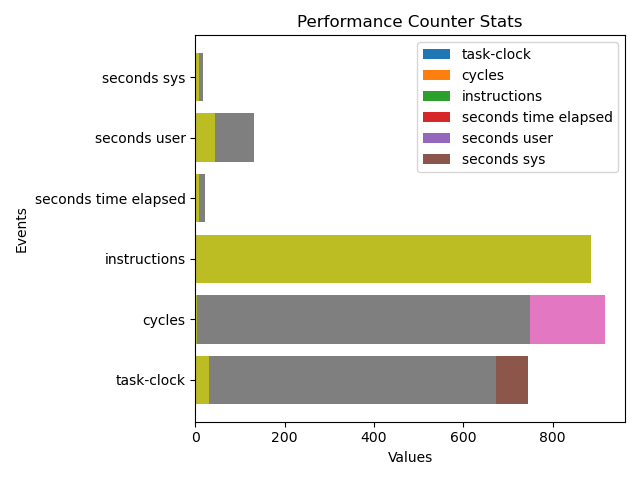 Performance Counter Stats
task-clock
cycles
instructions
seconds time elapsed
seconds user
seconds sys
seconds sys
seconds user
seconds time elapsed
instructions
cycles
task-clock
Events
0 200 400 600 800
Values